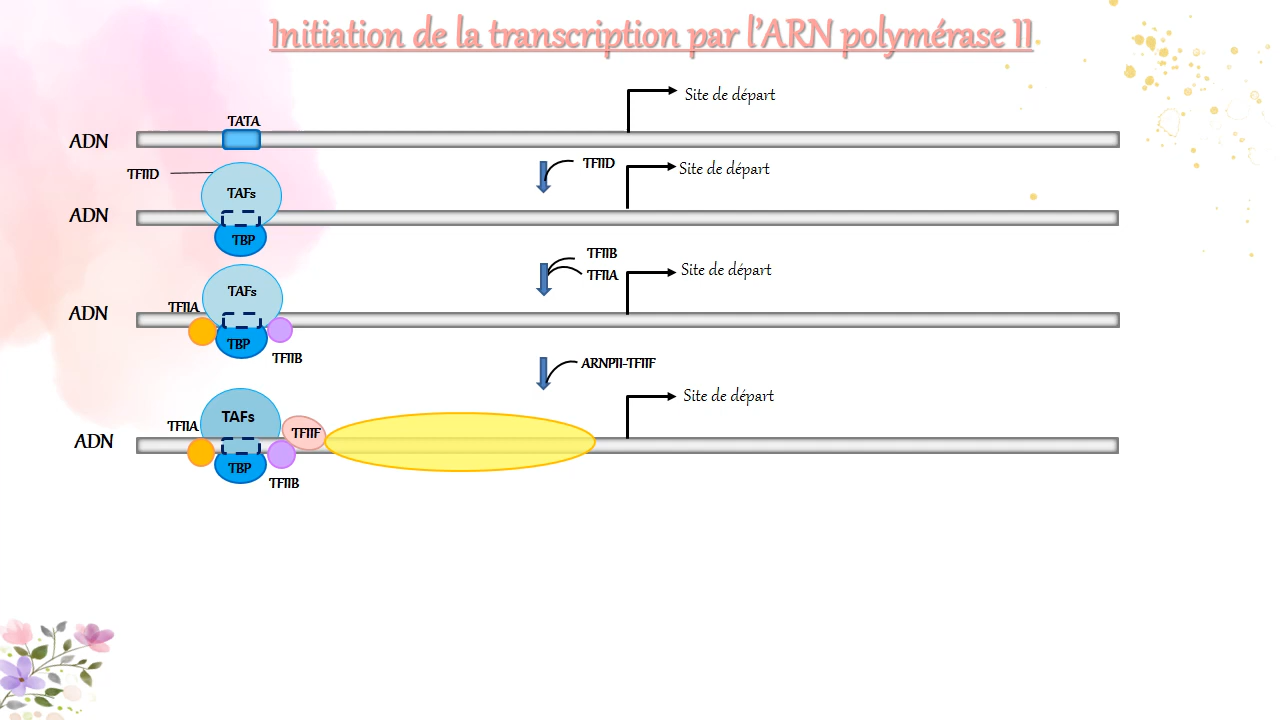 Initiation de la transcription par l'ARN polymérase II
Site de départ
TATA
ADN
TFIID
TFIID
Site de départ
TAFs
ADN
TBP
TFIIB
TFIIA
Site de départ
TAFs
TFIIA
ADN
TBP
TFIIB
ARNPII-TFIIF
Site de départ
TAFs
TFIIA
TFIIF
ADN
TBP
TFIIB